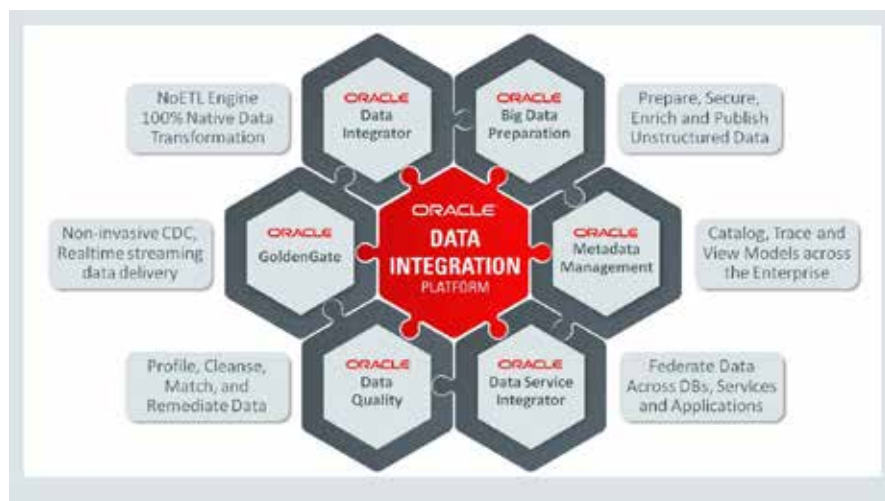 NoETL Engine
100% Native Data
Transformation
ORACLE
Data
Integrator
ORACLE
Big Data
Preparation
Prepare, Secure,
Enrich and Publish
Unstructured Data
Non-invasive CDC,
Realtime streaming
data delivery
ORACLE
GoldenGate
ORACLE
DATA
INTEGRATION
PLATFORM
ORACLE
Metadata
Management
Catalog, Trace and
View Models across
the Enterprise
Profile, Cleanse,
Match, and
Remediate Data
ORACLE
Data
Quality
ORACLE
Data Service
Integrator
Federate Data
Across DBs, Services
and Applications